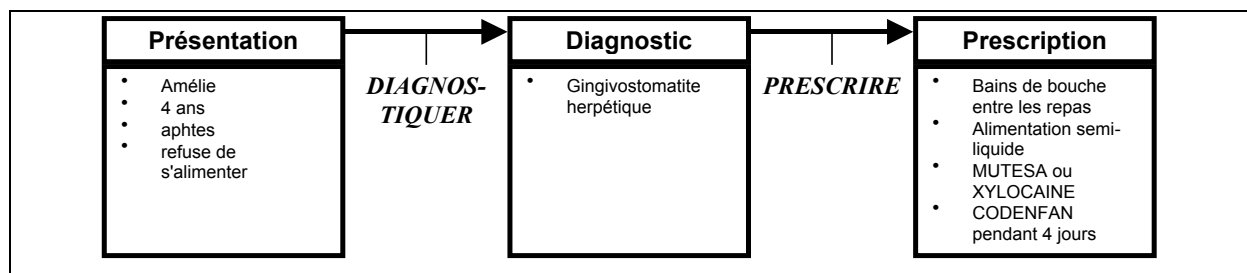 Présentation
• Amélie
• 4 ans
• aphtes
• refuse de
s'alimenter
DIAGNOS-
TIQUER
Diagnostic
• Gingivostomatite
herpétique
PRESCRIRE
Prescription
• Bains de bouche
entre les repas
• Alimentation semi-
liquide
• MUTESA ou
XYLOCAINE
• CODENFAN
pendant 4 jours